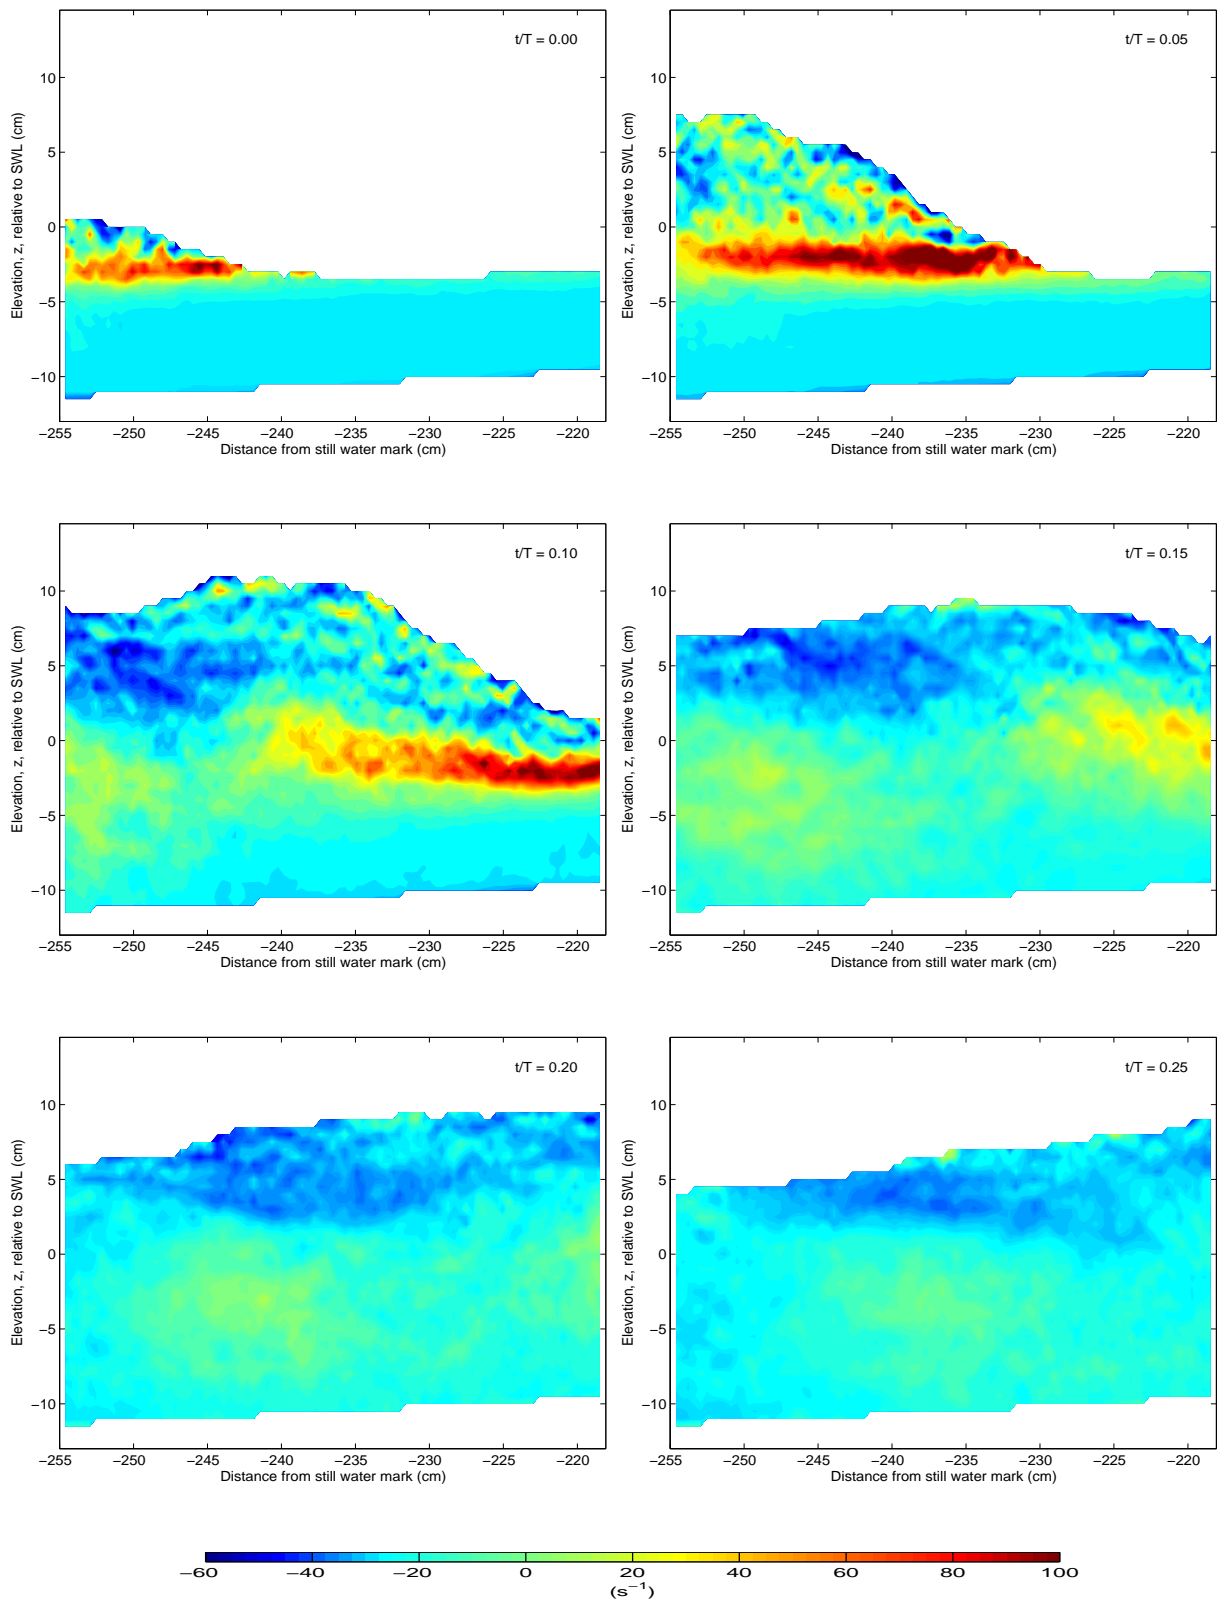 t/T = 0.00
10
5
0
−5
−10
−255 −250 −245 −240 −235 −230 −225 −220
Distance from still water mark (cm)
Elevation, z, relative to SWL (cm)
t/T = 0.05
10
5
0
−5
−10
−255 −250 −245 −240 −235 −230 −225 −220
Distance from still water mark (cm)
Elevation, z, relative to SWL (cm)
t/T = 0.10
10
5
0
−5
−10
−255 −250 −245 −240 −235 −230 −225 −220
Distance from still water mark (cm)
Elevation, z, relative to SWL (cm)
t/T = 0.15
10
5
0
−5
−10
−255 −250 −245 −240 −235 −230 −225 −220
Distance from still water mark (cm)
Elevation, z, relative to SWL (cm)
t/T = 0.20
10
5
0
−5
−10
−255 −250 −245 −240 −235 −230 −225 −220
Distance from still water mark (cm)
Elevation, z, relative to SWL (cm)
t/T = 0.25
10
5
0
−5
−10
−255 −250 −245 −240 −235 −230 −225 −220
Distance from still water mark (cm)
Elevation, z, relative to SWL (cm)
−60 −40 −20 0 20 40 60 80 100
(s⁻¹)